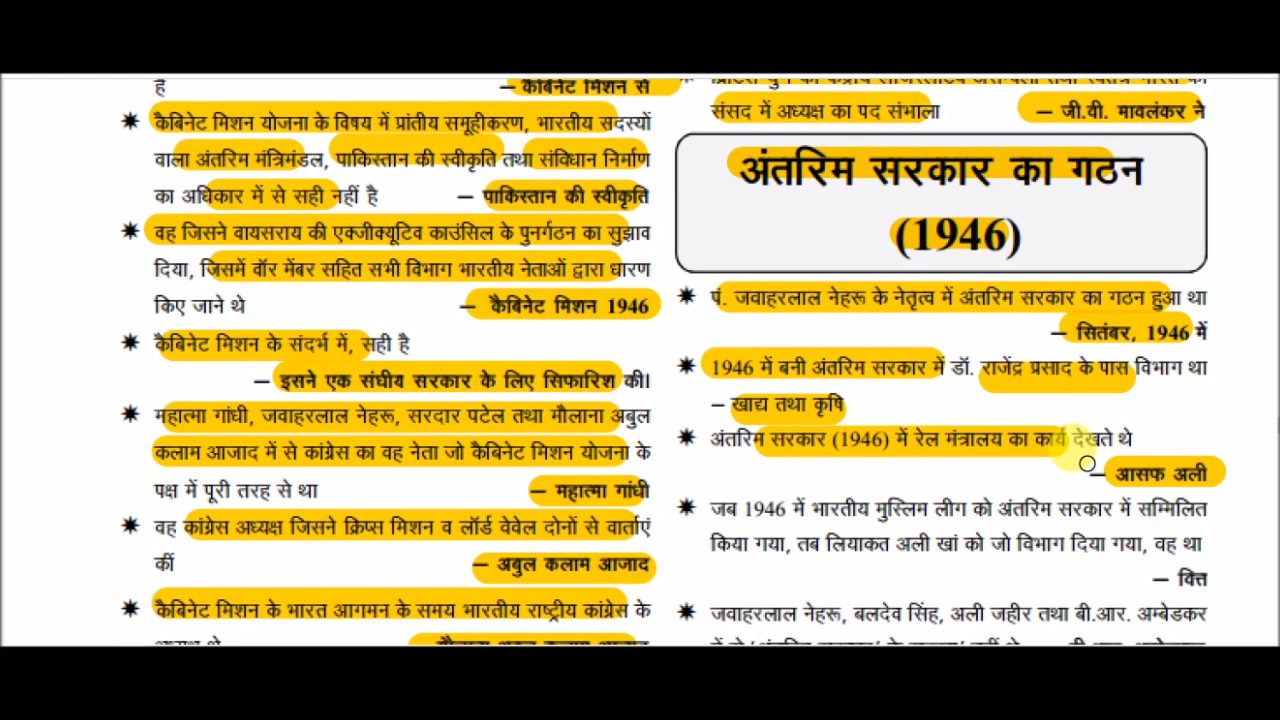 है — कैबिनेट मिशन से
✱ कैबिनेट मिशन योजना के विषय में प्रांतीय समूहीकरण, भारतीय सदस्यों
वाला अंतरिम मंत्रिमंडल, पाकिस्तान की स्वीकृति तथा संविधान निर्माण
का अधिकार में से सही नहीं है — पाकिस्तान की स्वीकृति
✱ वह जिसने वायसराय की एक्जीक्यूटिव काउंसिल के पुनर्गठन का सुझाव
दिया, जिसमें वॉर मेंबर सहित सभी विभाग भारतीय नेताओं द्वारा धारण
किए जाने थे — कैबिनेट मिशन 1946
✱ कैबिनेट मिशन के संदर्भ में, सही है
— इसने एक संघीय सरकार के लिए सिफारिश की।
✱ महात्मा गांधी, जवाहरलाल नेहरू, सरदार पटेल तथा मौलाना अबुल
कलाम आजाद में से कांग्रेस का वह नेता जो कैबिनेट मिशन योजना के
पक्ष में पूरी तरह से था — महात्मा गांधी
✱ वह कांग्रेस अध्यक्ष जिसने क्रिप्स मिशन व लॉर्ड वेवेल दोनों से वार्ताएं
कीं — अबुल कलाम आजाद
✱ कैबिनेट मिशन के भारत आगमन के समय भारतीय राष्ट्रीय कांग्रेस के
संसद में अध्यक्ष का पद संभाला — जी.वी. मावलंकर ने
अंतरिम सरकार का गठन
(1946)
✱ पं. जवाहरलाल नेहरू के नेतृत्व में अंतरिम सरकार का गठन हुआ था
— सितंबर, 1946 में
✱ 1946 में बनी अंतरिम सरकार में डॉ. राजेंद्र प्रसाद के पास विभाग था
— खाद्य तथा कृषि
✱ अंतरिम सरकार (1946) में रेल मंत्रालय का कार्य देखते थे
— आसफ अली
✱ जब 1946 में भारतीय मुस्लिम लीग को अंतरिम सरकार में सम्मिलित
किया गया, तब लियाकत अली खां को जो विभाग दिया गया, वह था
— वित्त
✱ जवाहरलाल नेहरू, बलदेव सिंह, अली जहीर तथा बी.आर. अम्बेडकर